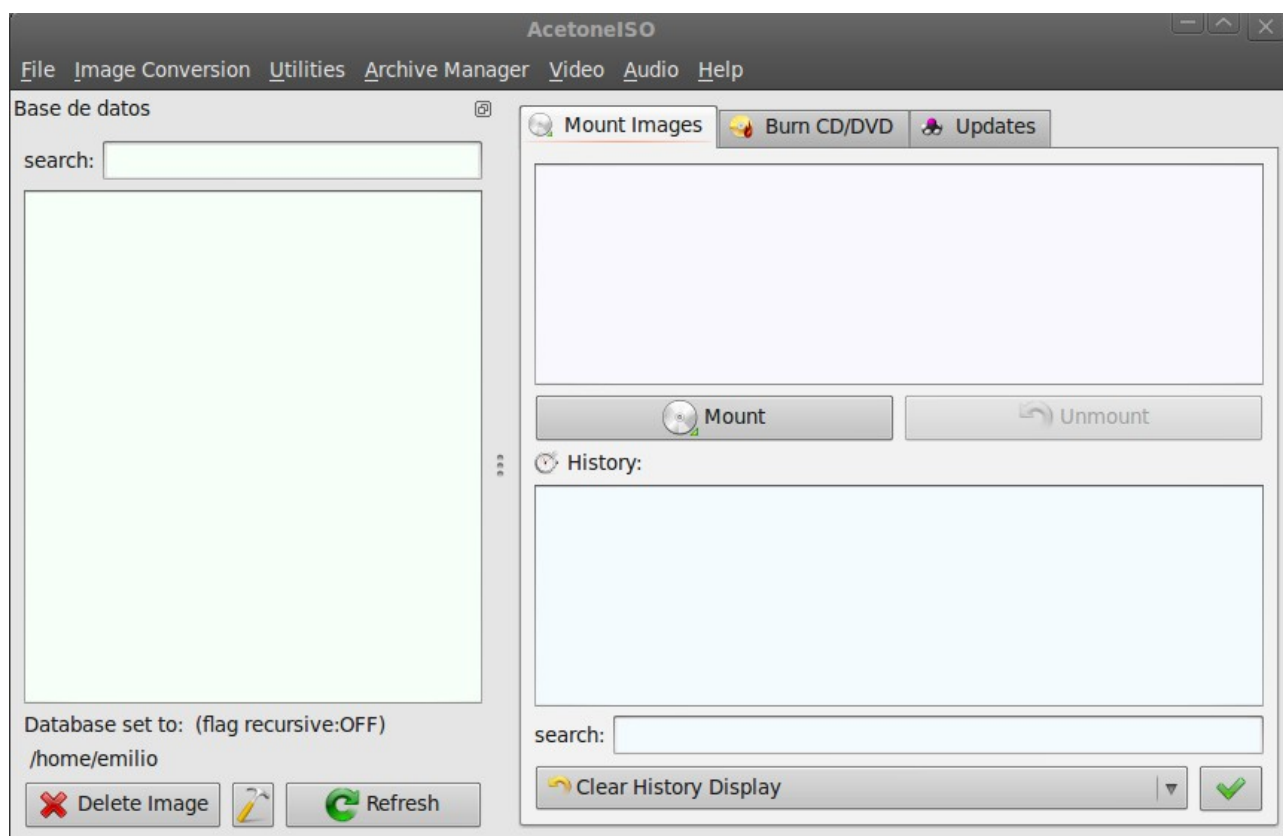 AcetoneISO
File Image Conversion Utilities Archive Manager Video Audio Help
Base de datos
search:
Database set to: (flag recursive:OFF)
/home/emilio
Delete Image
Refresh
Mount Images
Burn CD/DVD
Updates
Mount
Unmount
History:
search:
Clear History Display